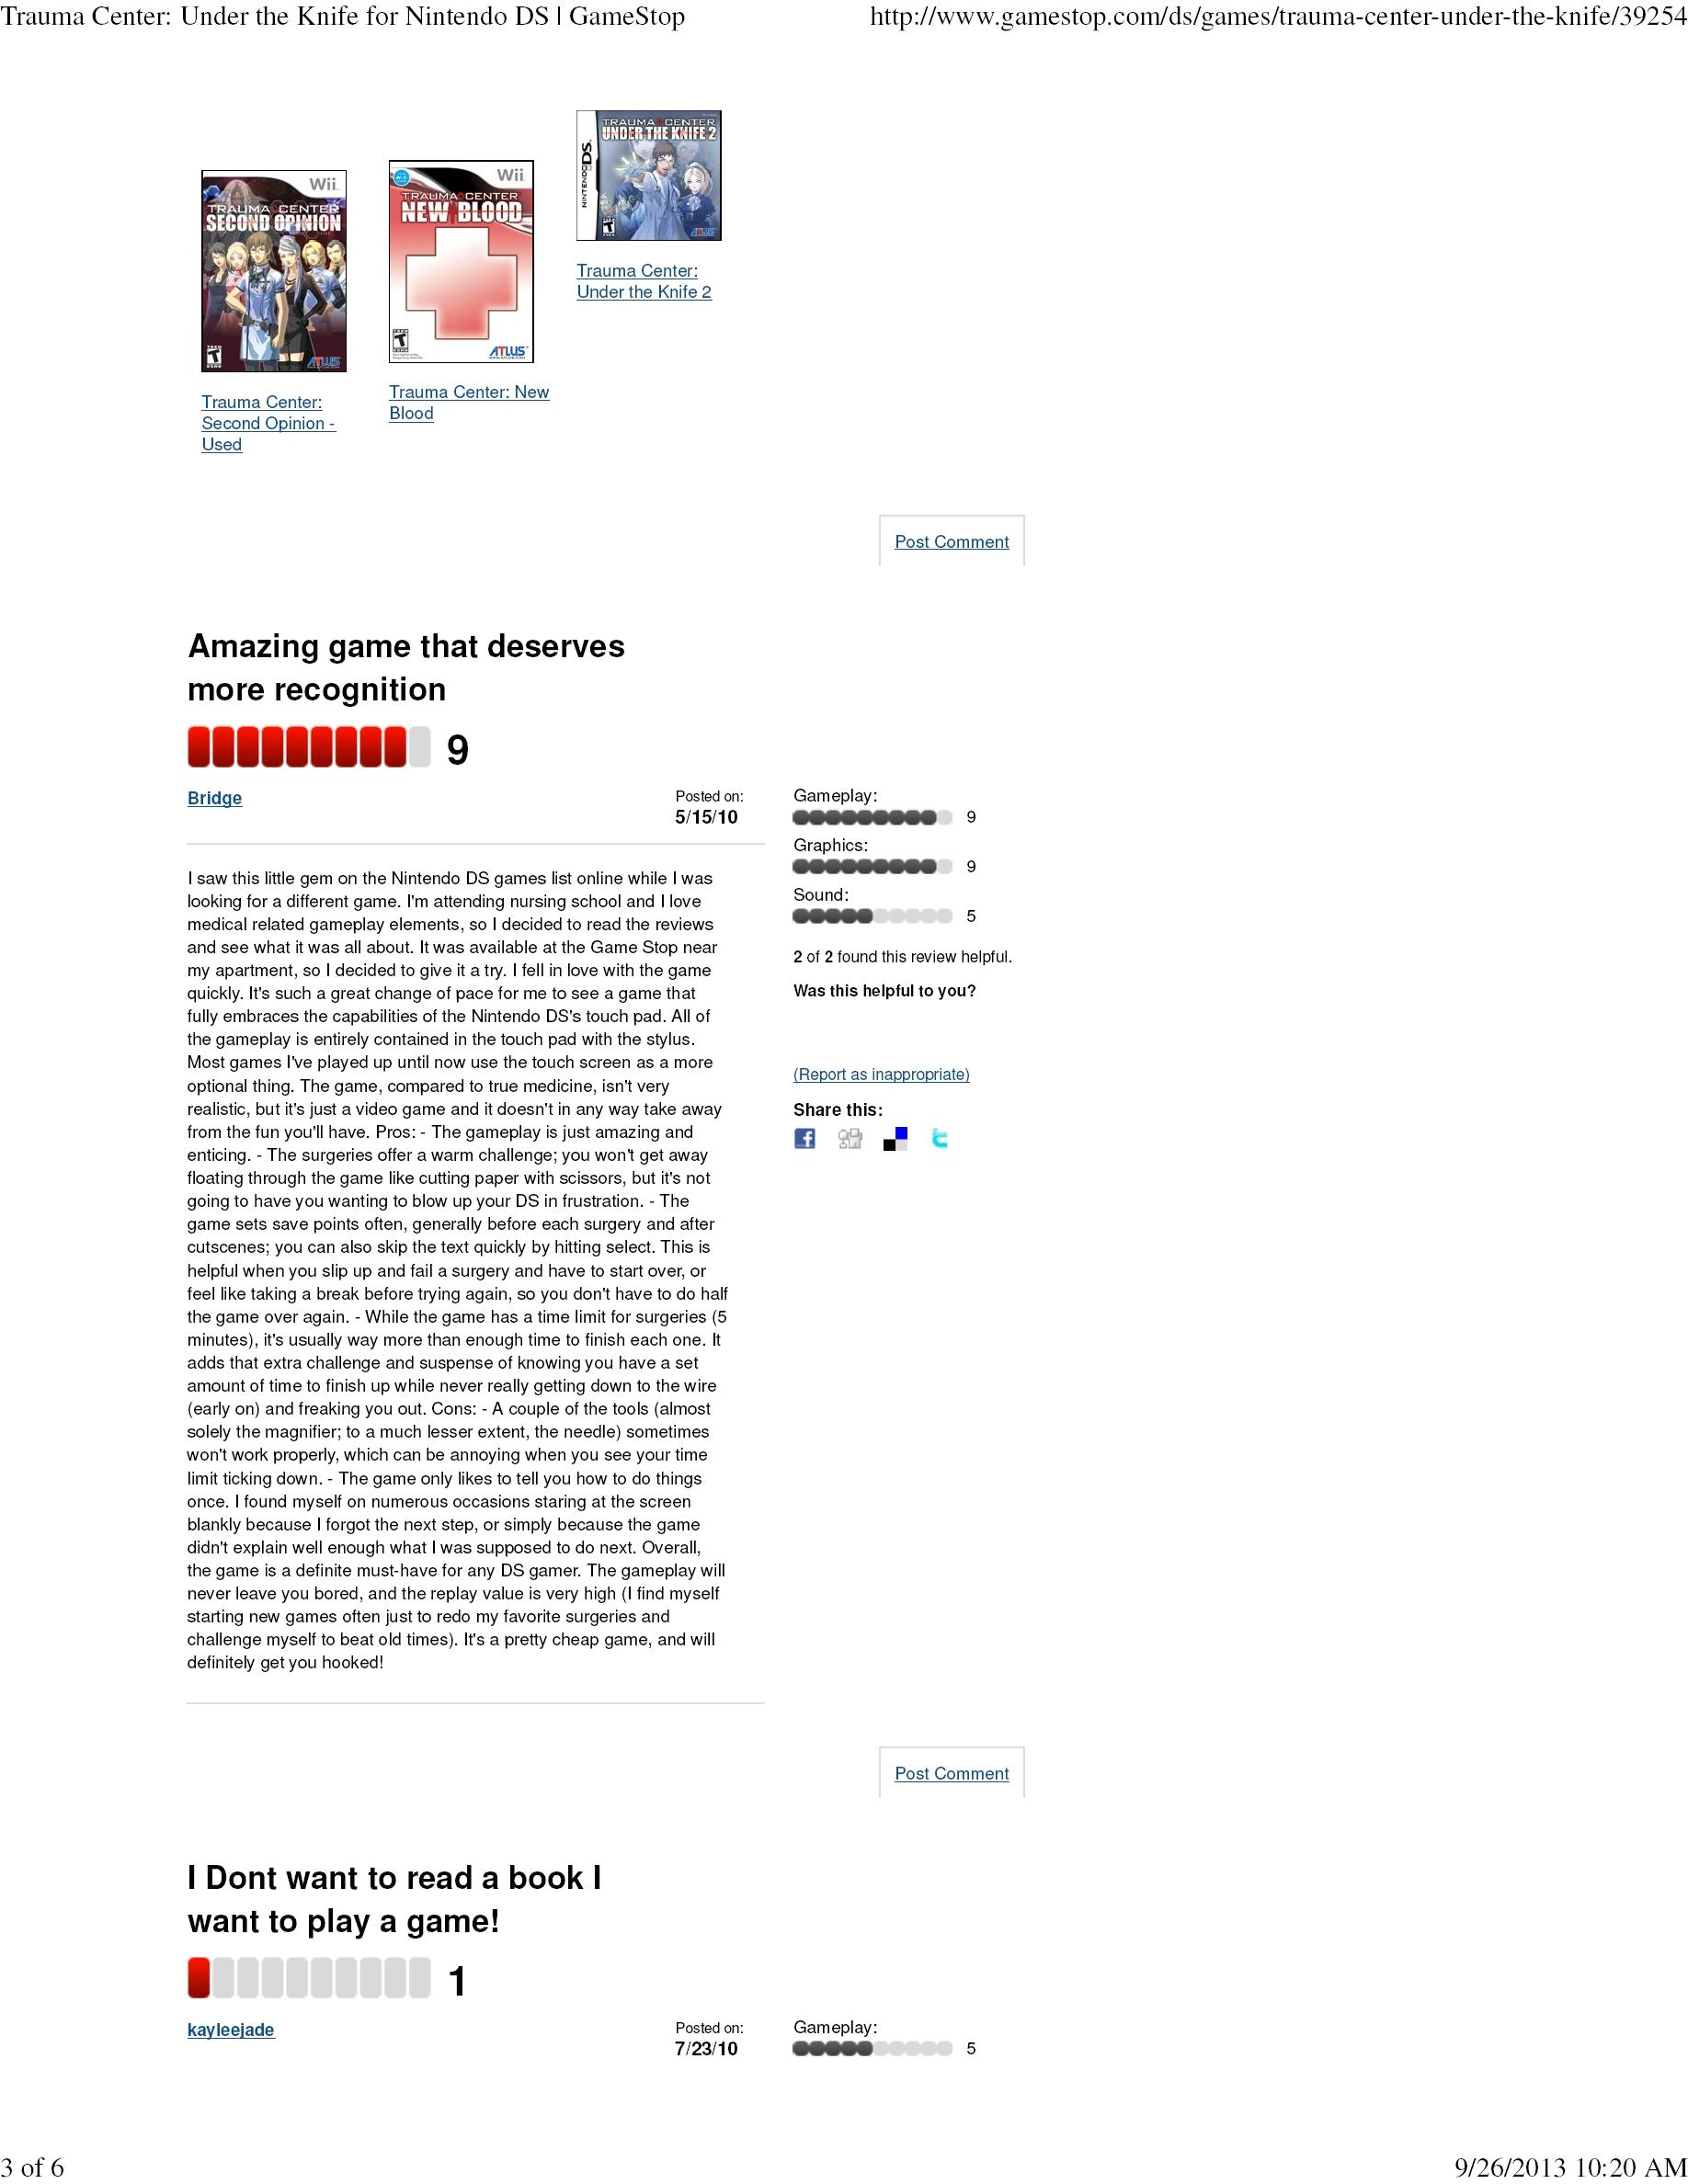 Trauma Center: Under the Knife for Nintendo DS | GameStop
http://www.gamestop.com/ds/games/trauma-center-under-the-knife/39254
Wii
TRAUMA CENTER
SECOND OPINION
ATLUS
Trauma Center:
Second Opinion -
Used
Wii
TRAUMA CENTER
NEW BLOOD
T
ATLUS
Trauma Center: New
Blood
NINTENDO DS
TRAUMA CENTER
UNDER THE KNIFE 2
T
ATLUS
Trauma Center:
Under the Knife 2
Post Comment
Amazing game that deserves
more recognition
9
Bridge
Posted on:
5/15/10
Gameplay:
9
Graphics:
9
Sound:
5
2 of 2 found this review helpful.
Was this helpful to you?
(Report as inappropriate)
Share this:
I saw this little gem on the Nintendo DS games list online while I was
looking for a different game. I'm attending nursing school and I love
medical related gameplay elements, so I decided to read the reviews
and see what it was all about. It was available at the Game Stop near
my apartment, so I decided to give it a try. I fell in love with the game
quickly. It's such a great change of pace for me to see a game that
fully embraces the capabilities of the Nintendo DS's touch pad. All of
the gameplay is entirely contained in the touch pad with the stylus.
Most games I've played up until now use the touch screen as a more
optional thing. The game, compared to true medicine, isn't very
realistic, but it's just a video game and it doesn't in any way take away
from the fun you'll have. Pros: - The gameplay is just amazing and
enticing. - The surgeries offer a warm challenge; you won't get away
floating through the game like cutting paper with scissors, but it's not
going to have you wanting to blow up your DS in frustration. - The
game sets save points often, generally before each surgery and after
cutscenes; you can also skip the text quickly by hitting select. This is
helpful when you slip up and fail a surgery and have to start over, or
feel like taking a break before trying again, so you don't have to do half
the game over again. - While the game has a time limit for surgeries (5
minutes), it's usually way more than enough time to finish each one. It
adds that extra challenge and suspense of knowing you have a set
amount of time to finish up while never really getting down to the wire
(early on) and freaking you out. Cons: - A couple of the tools (almost
solely the magnifier; to a much lesser extent, the needle) sometimes
won't work properly, which can be annoying when you see your time
limit ticking down. - The game only likes to tell you how to do things
once. I found myself on numerous occasions staring at the screen
blankly because I forgot the next step, or simply because the game
didn't explain well enough what I was supposed to do next. Overall,
the game is a definite must-have for any DS gamer. The gameplay will
never leave you bored, and the replay value is very high (I find myself
starting new games often just to redo my favorite surgeries and
challenge myself to beat old times). It's a pretty cheap game, and will
definitely get you hooked!
Post Comment
I Dont want to read a book I
want to play a game!
1
kayleejade
Posted on:
7/23/10
Gameplay:
5
3 of 6
9/26/2013 10:20 AM